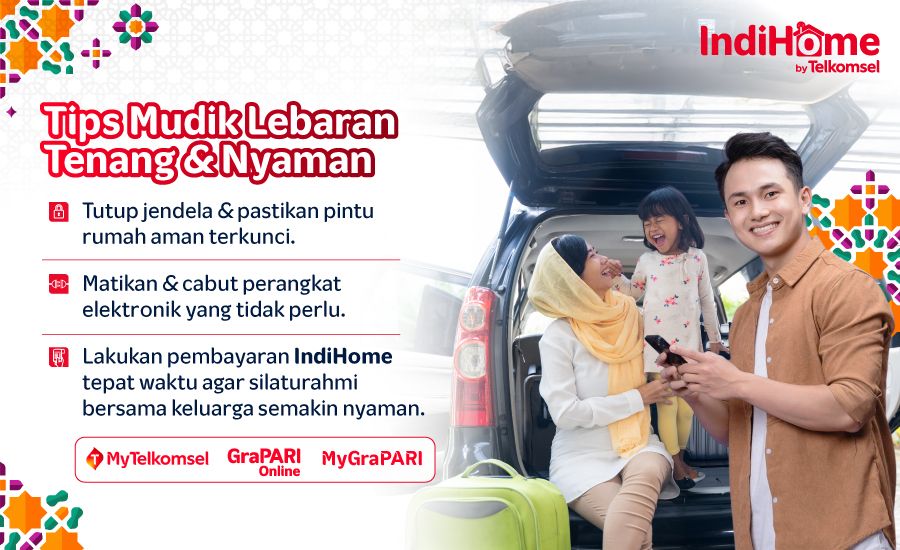 IndiHome
by Telkomsel
Tips Mudik Lebaran
Tenang & Nyaman
Tutup jendela & pastikan pintu
rumah aman terkunci.
Matikan & cabut perangkat
elektronik yang tidak perlu.
Lakukan pembayaran IndiHome
tepat waktu agar silaturahmi
bersama keluarga semakin nyaman.
MyTelkomsel
GraPARI
Online
MyGraPARI